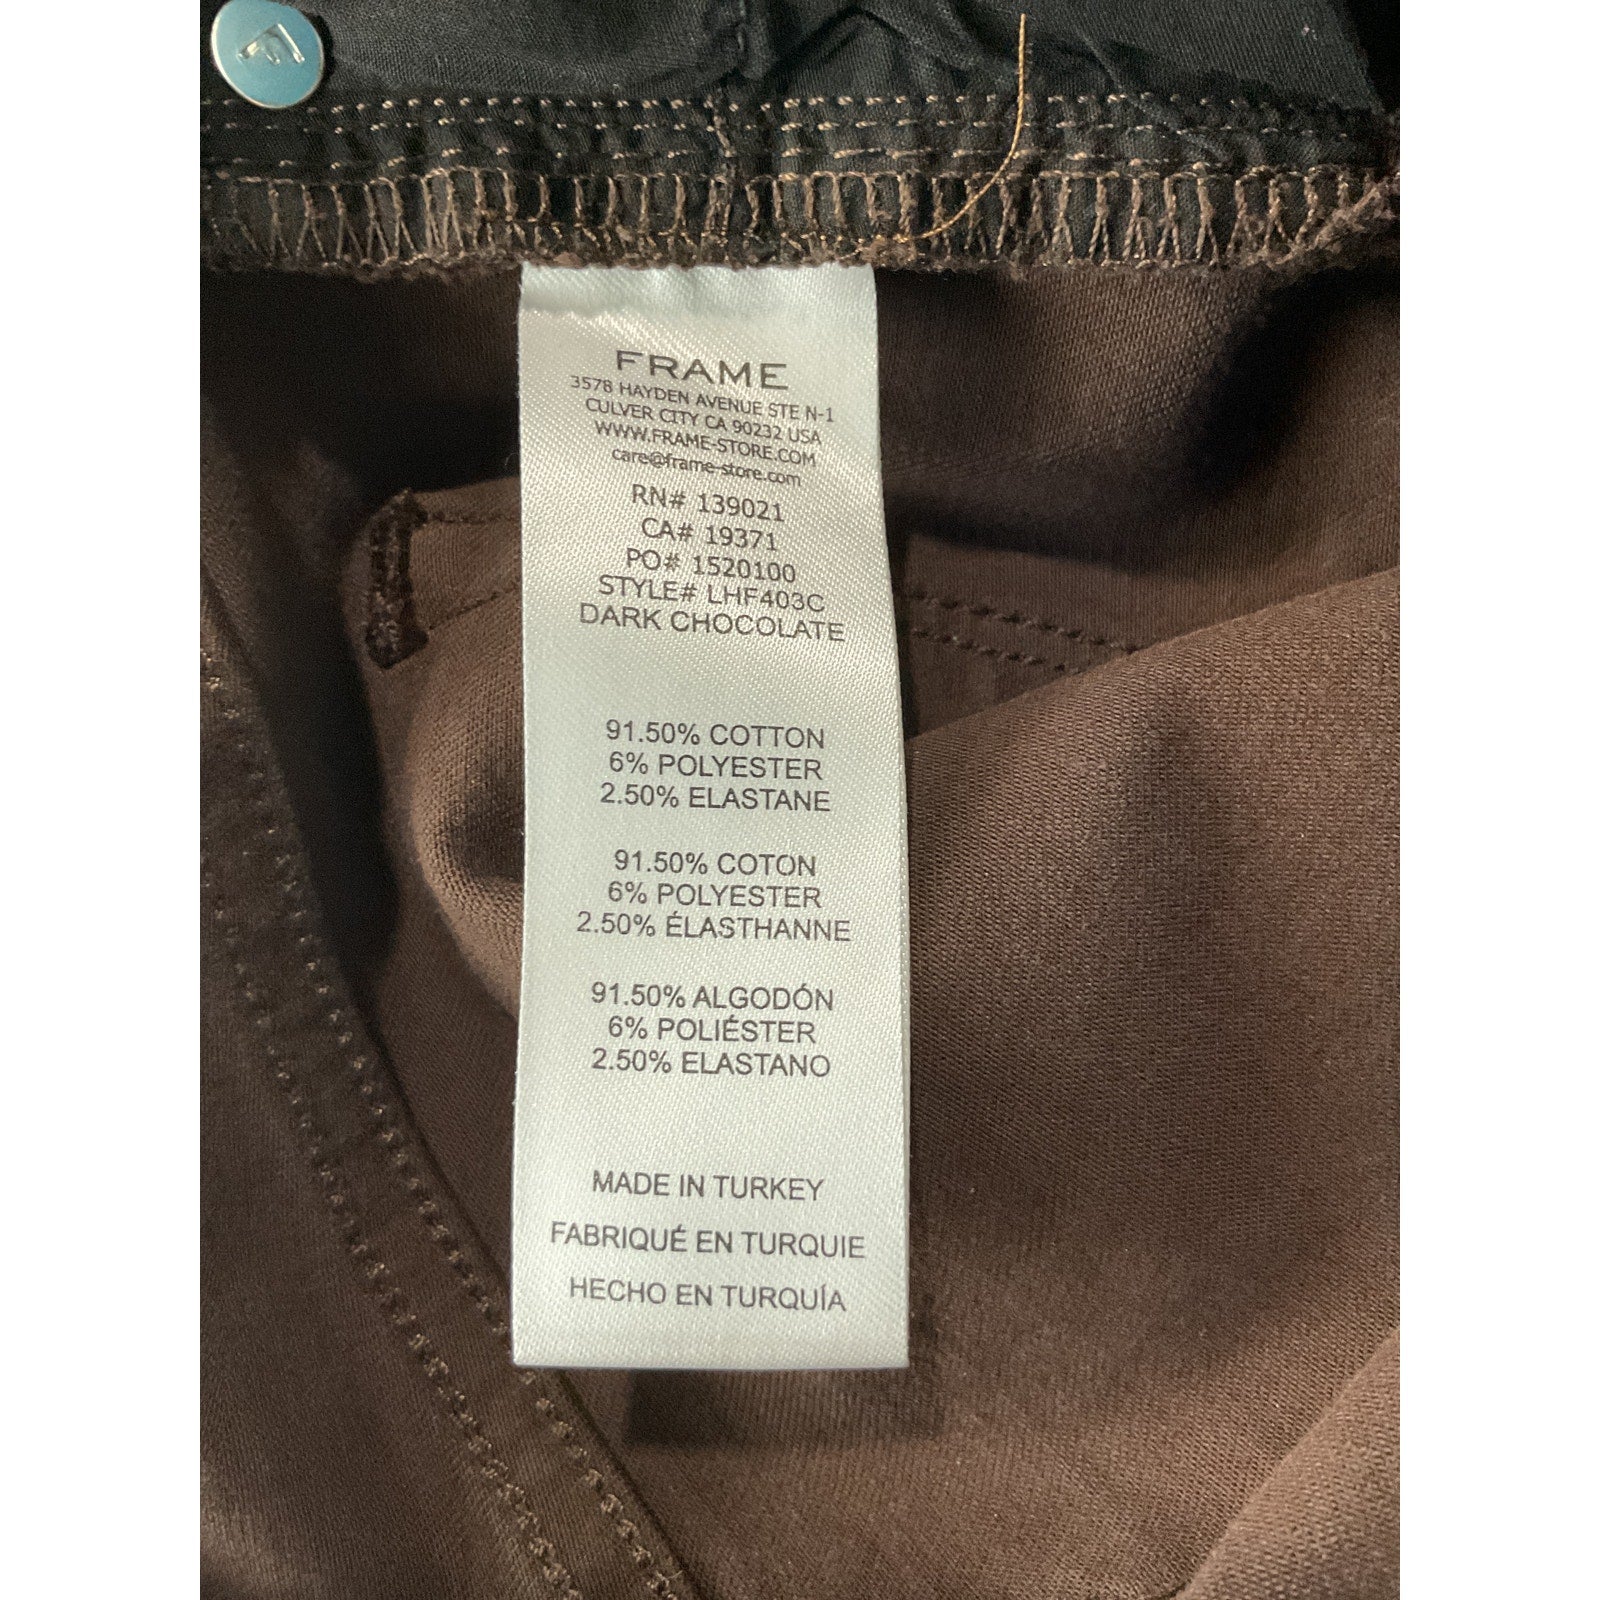 F
FRAME
3578 HAYDEN AVENUE STE N-1
CULVER CITY CA 90232 USA
WWW.FRAME-STORE.COM
care@frame-store.com
RN# 139021
CA# 19371
PO# 1520100
STYLE# LHF403C
DARK CHOCOLATE
91.50% COTTON
6% POLYESTER
2.50% ELASTANE
91.50% COTON
6% POLYESTER
2.50% ÉLASTHANNE
91.50% ALGODÓN
6% POLIÉSTER
2.50% ELASTANO
MADE IN TURKEY
FABRIQUÉ EN TURQUIE
HECHO EN TURQUÍA